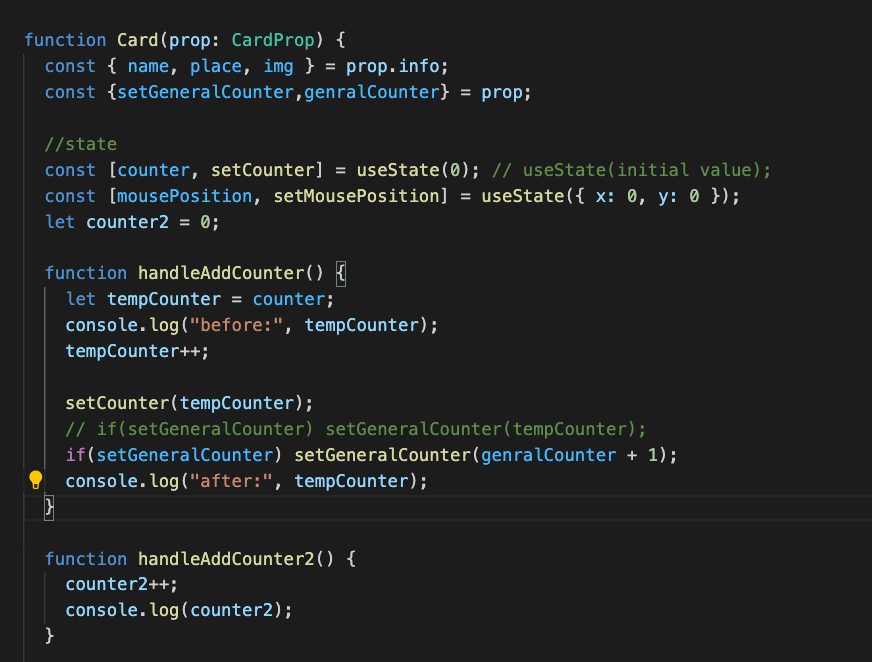 function Card(prop: CardProp) {
  const { name, place, img } = prop.info;
  const {setGeneralCounter,genralCounter} = prop;

  //state
  const [counter, setCounter] = useState(0); // useState(initial value);
  const [mousePosition, setMousePosition] = useState({ x: 0, y: 0 });
  let counter2 = 0;

  function handleAddCounter() {
    let tempCounter = counter;
    console.log("before:", tempCounter);
    tempCounter++;

    setCounter(tempCounter);
    // if(setGeneralCounter) setGeneralCounter(tempCounter);
    if(setGeneralCounter) setGeneralCounter(genralCounter + 1);
    console.log("after:", tempCounter);
  }

  function handleAddCounter2() {
    counter2++;
    console.log(counter2);
  }